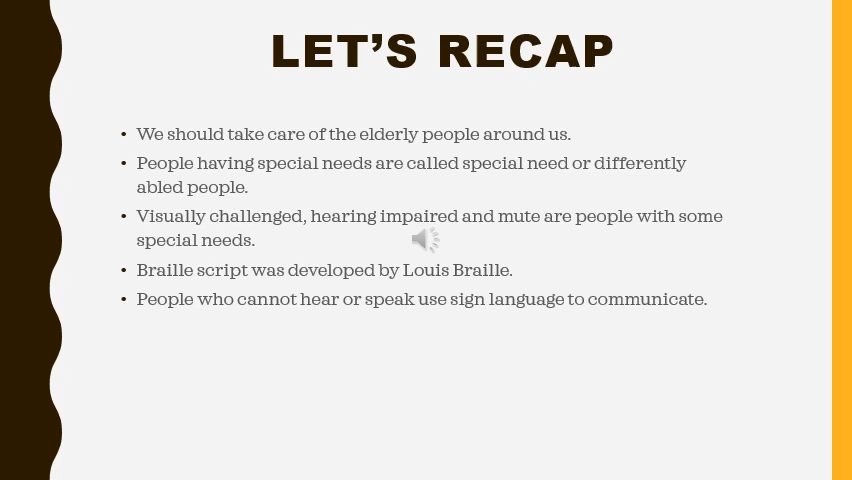 LET’S RECAP
• We should take care of the elderly people around us.
• People having special needs are called special need or differently
abled people.
• Visually challenged, hearing impaired and mute are people with some
special needs.
• Braille script was developed by Louis Braille.
• People who cannot hear or speak use sign language to communicate.